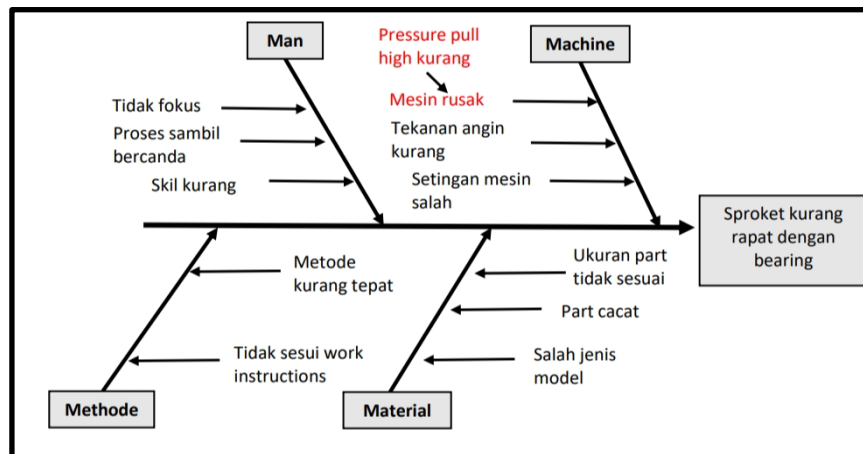 Man
Pressure pull
high kurang
Machine
Mesin rusak
Tidak fokus
Proses sambil
bercanda
Tekanan angin
kurang
Skil kurang
Setingan mesin
salah
Sproket kurang
rapat dengan
bearing
Metode
kurang tepat
Ukuran part
tidak sesuai
Part cacat
Tidak sesui work
instructions
Salah jenis
model
Methode
Material